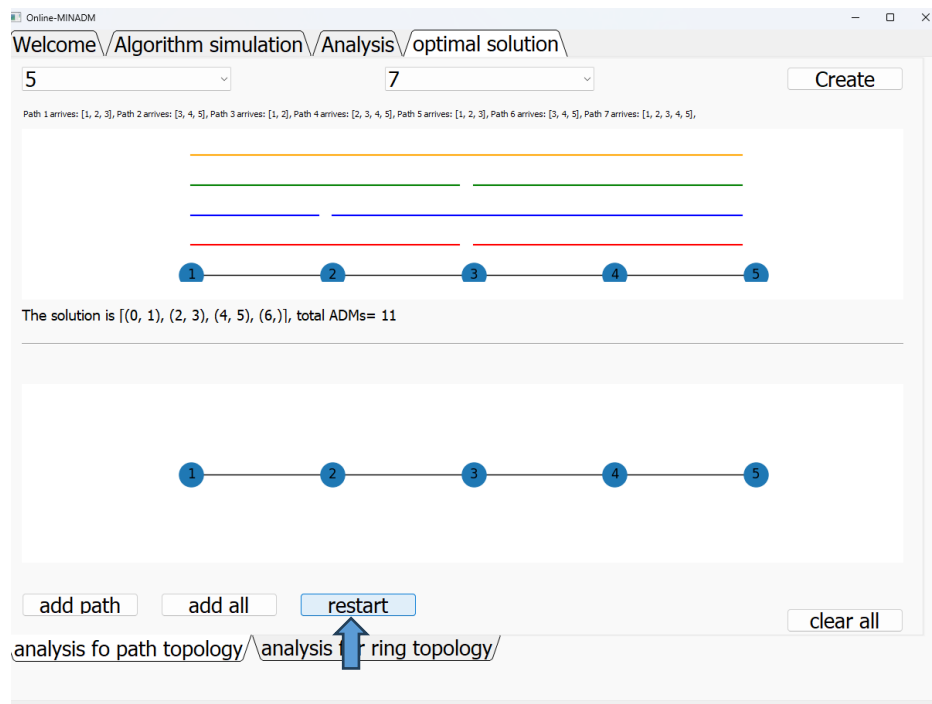 Online-MINADM
Welcome Algorithm simulation Analysis optimal solution
5 7 Create
Path 1 arrives: [1, 2, 3], Path 2 arrives: [3, 4, 5], Path 3 arrives: [1, 2], Path 4 arrives: [2, 3, 4, 5], Path 5 arrives: [1, 2, 3], Path 6 arrives: [3, 4, 5], Path 7 arrives: [1, 2, 3, 4, 5],
1 2 3 4 5
The solution is [(0, 1), (2, 3), (4, 5), (6,)], total ADMs= 11
1 2 3 4 5
add path add all restart
clear all
analysis fo path topology analysis for ring topology